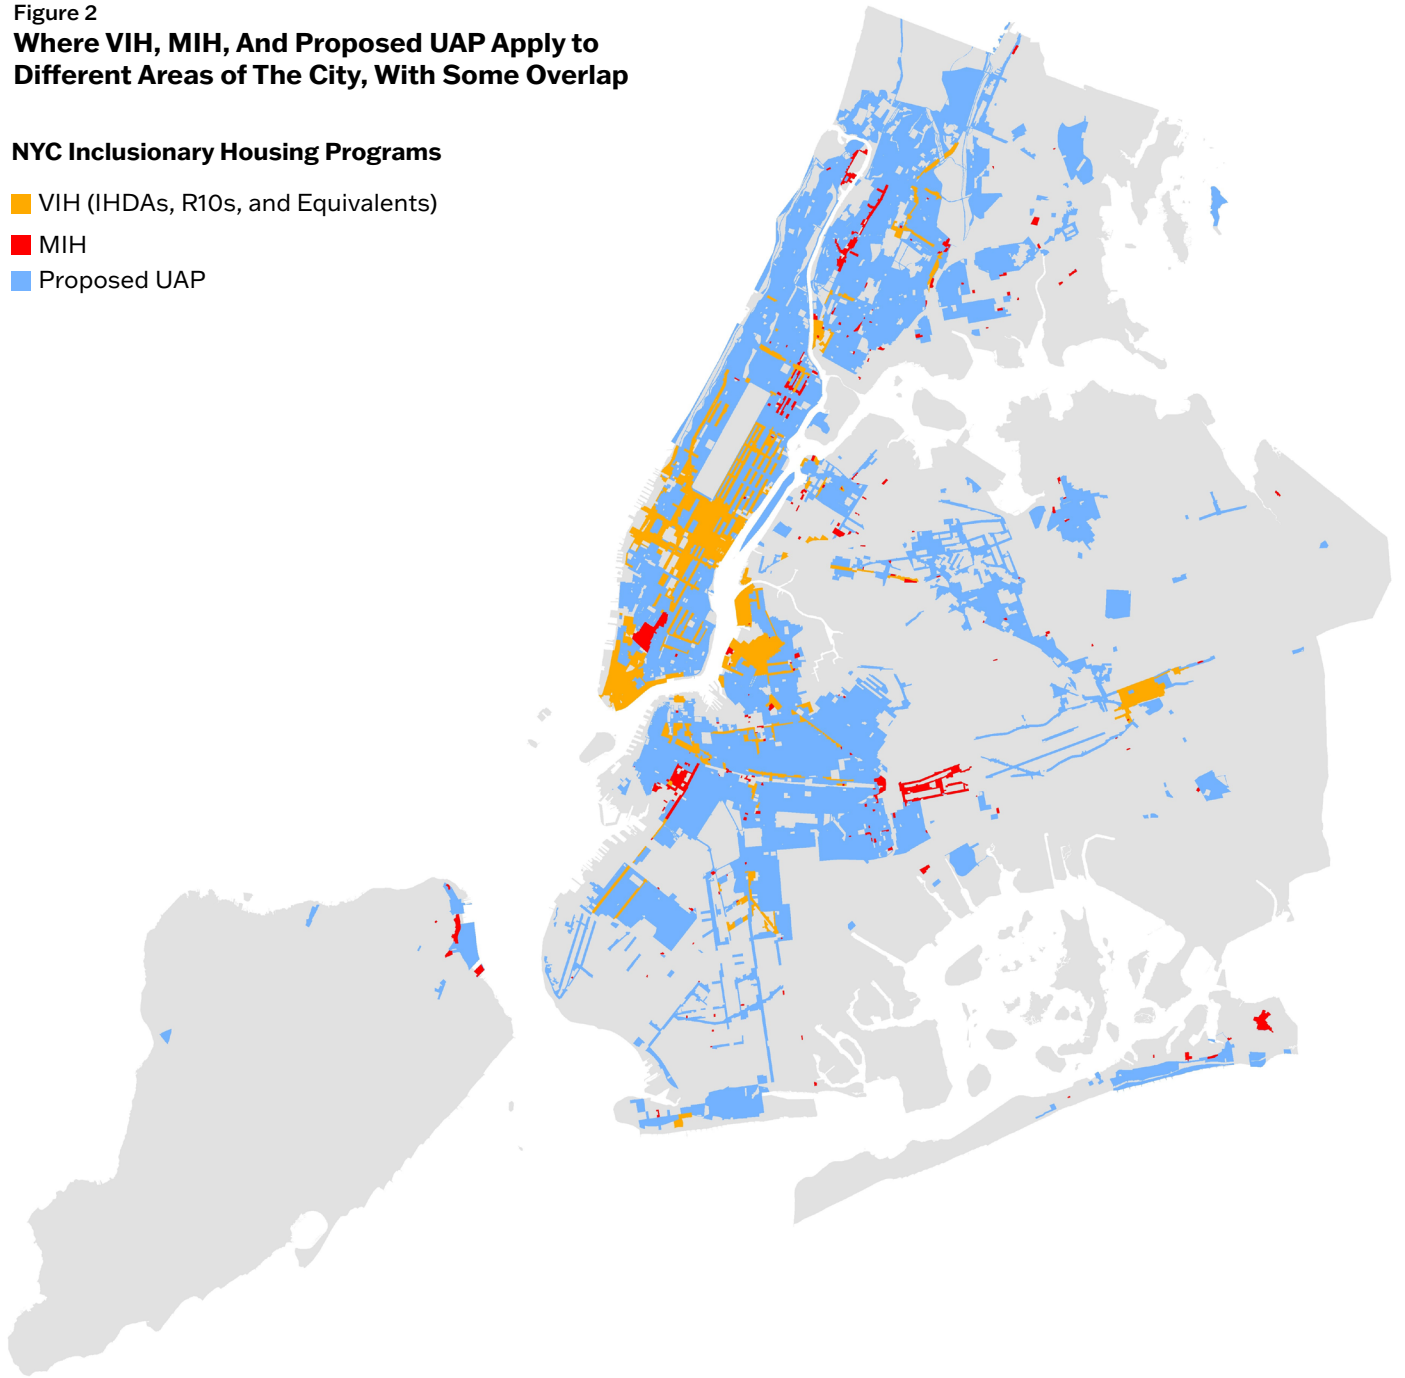 Figure 2
Where VIH, MIH, And Proposed UAP Apply to
Different Areas of The City, With Some Overlap
NYC Inclusionary Housing Programs
VIH (IHDAs, R10s, and Equivalents)
MIH
Proposed UAP